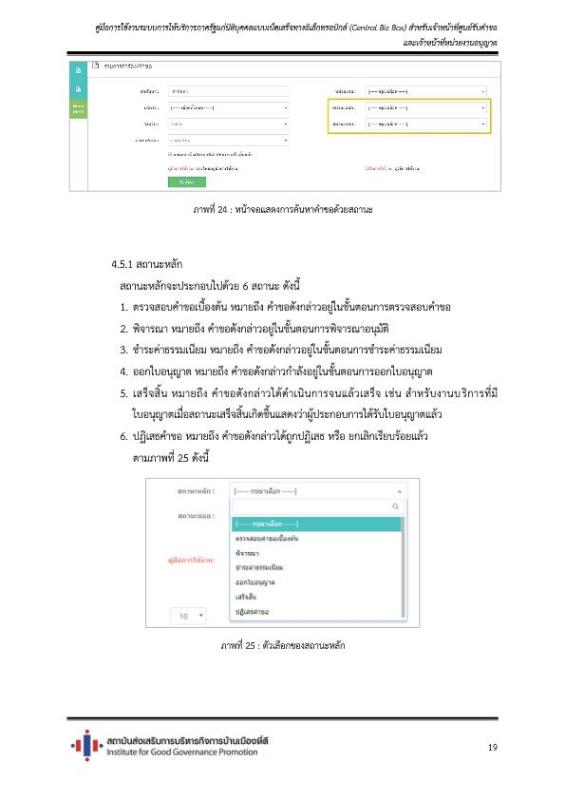 คู่มือการใช้งานระบบการให้บริการภาครัฐแก่นิติบุคคลแบบเบ็ดเสร็จทางอิเล็กทรอนิกส์ (Central Biz Box) สำหรับเจ้าหน้าที่ศูนย์รับคำขอ
และเจ้าหน้าที่หน่วยงานอนุญาต
ภาพที่ 24 : หน้าจอแสดงการค้นหาคำขอด้วยสถานะ
4.5.1 สถานะหลัก
สถานะหลักจะประกอบไปด้วย 6 สถานะ ดังนี้
1. ตรวจสอบคำขอเบื้องต้น หมายถึง คำขอดังกล่าวอยู่ในขั้นตอนการตรวจสอบคำขอ
2. พิจารณา หมายถึง คำขอดังกล่าวอยู่ในขั้นตอนการพิจารณาอนุมัติ
3. ชำระค่าธรรมเนียม หมายถึง คำขอดังกล่าวอยู่ในขั้นตอนการชำระค่าธรรมเนียม
4. ออกใบอนุญาต หมายถึง คำขอดังกล่าวกำลังอยู่ในขั้นตอนการออกใบอนุญาต
5. เสร็จสิ้น หมายถึง คำขอดังกล่าวได้ดำเนินการจนแล้วเสร็จ เช่น สำหรับงานบริการที่มี
ใบอนุญาตเมื่อสถานะเสร็จสิ้นเกิดขึ้นแสดงว่าผู้ประกอบการได้รับใบอนุญาตแล้ว
6. ปฏิเสธคำขอ หมายถึง คำขอดังกล่าวได้ถูกปฏิเสธ หรือ ยกเลิกเรียบร้อยแล้ว
ตามภาพที่ 25 ดังนี้
สถานะหลัก : [----- กรุณาเลือก -----]
สถานะย่อย :
[----- กรุณาเลือก -----]
ตรวจสอบคำขอเบื้องต้น
พิจารณา
คู่มือการใช้งาน:
ชำระค่าธรรมเนียม
ออกใบอนุญาต
เสร็จสิ้น
ปฏิเสธคำขอ
10
ภาพที่ 25 : ตัวเลือกของสถานะหลัก
สถาบันส่งเสริมการบริหารกิจการบ้านเมืองที่ดี
Institute for Good Governance Promotion
19